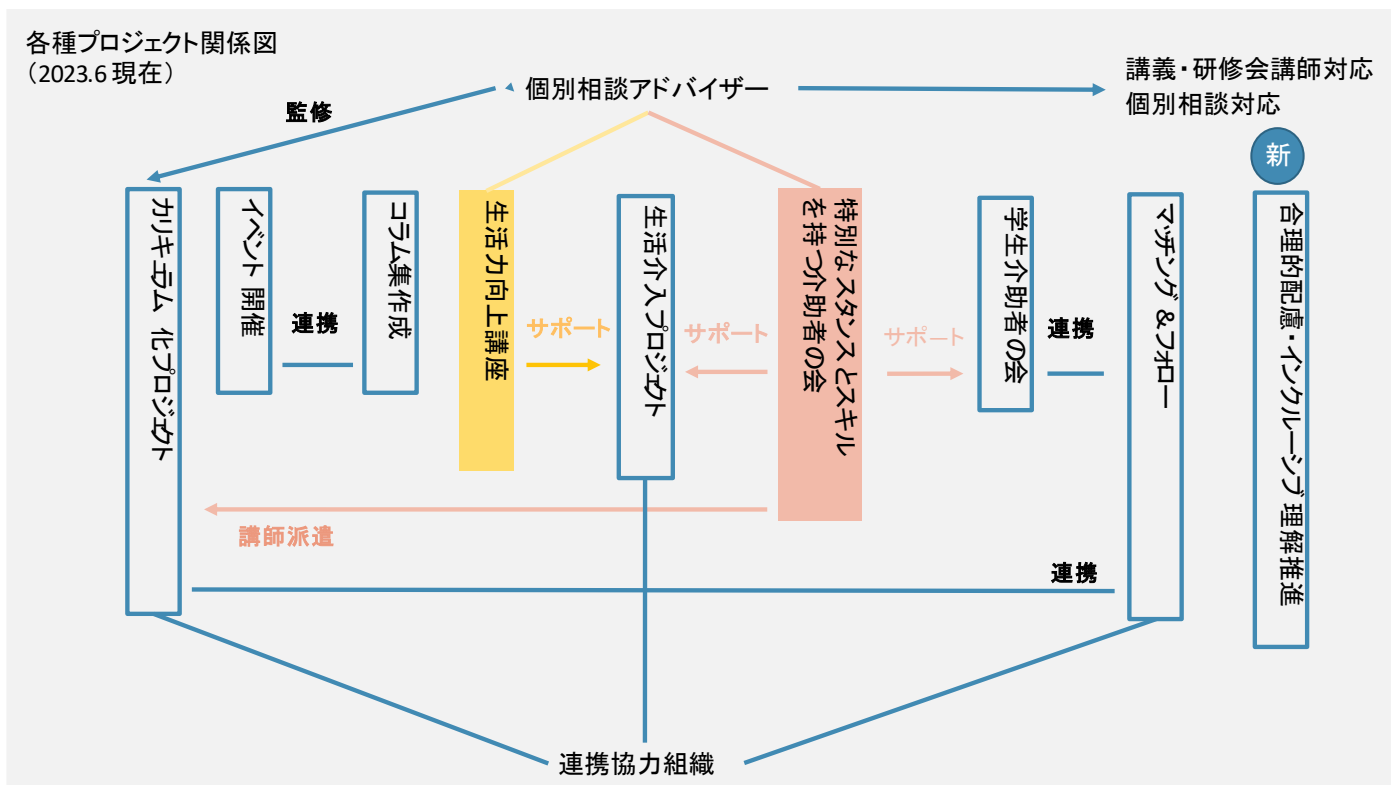 各種プロジェクト関係図
（2023.6 現在）
個別相談アドバイザー
講義・研修会講師対応
個別相談対応
監修
新
カリキュラム 化プロジェクト
イベント 開催
連携
コラム集作成
生活力向上講座
サポート
生活介入プロジェクト
サポート
特別なスタンスとスキル
を持つ介助者の会
サポート
学生介助者の会
連携
マッチング &フォロー
合理的配慮・インクルーシブ 理解推進
講師派遣
連携
連携協力組織